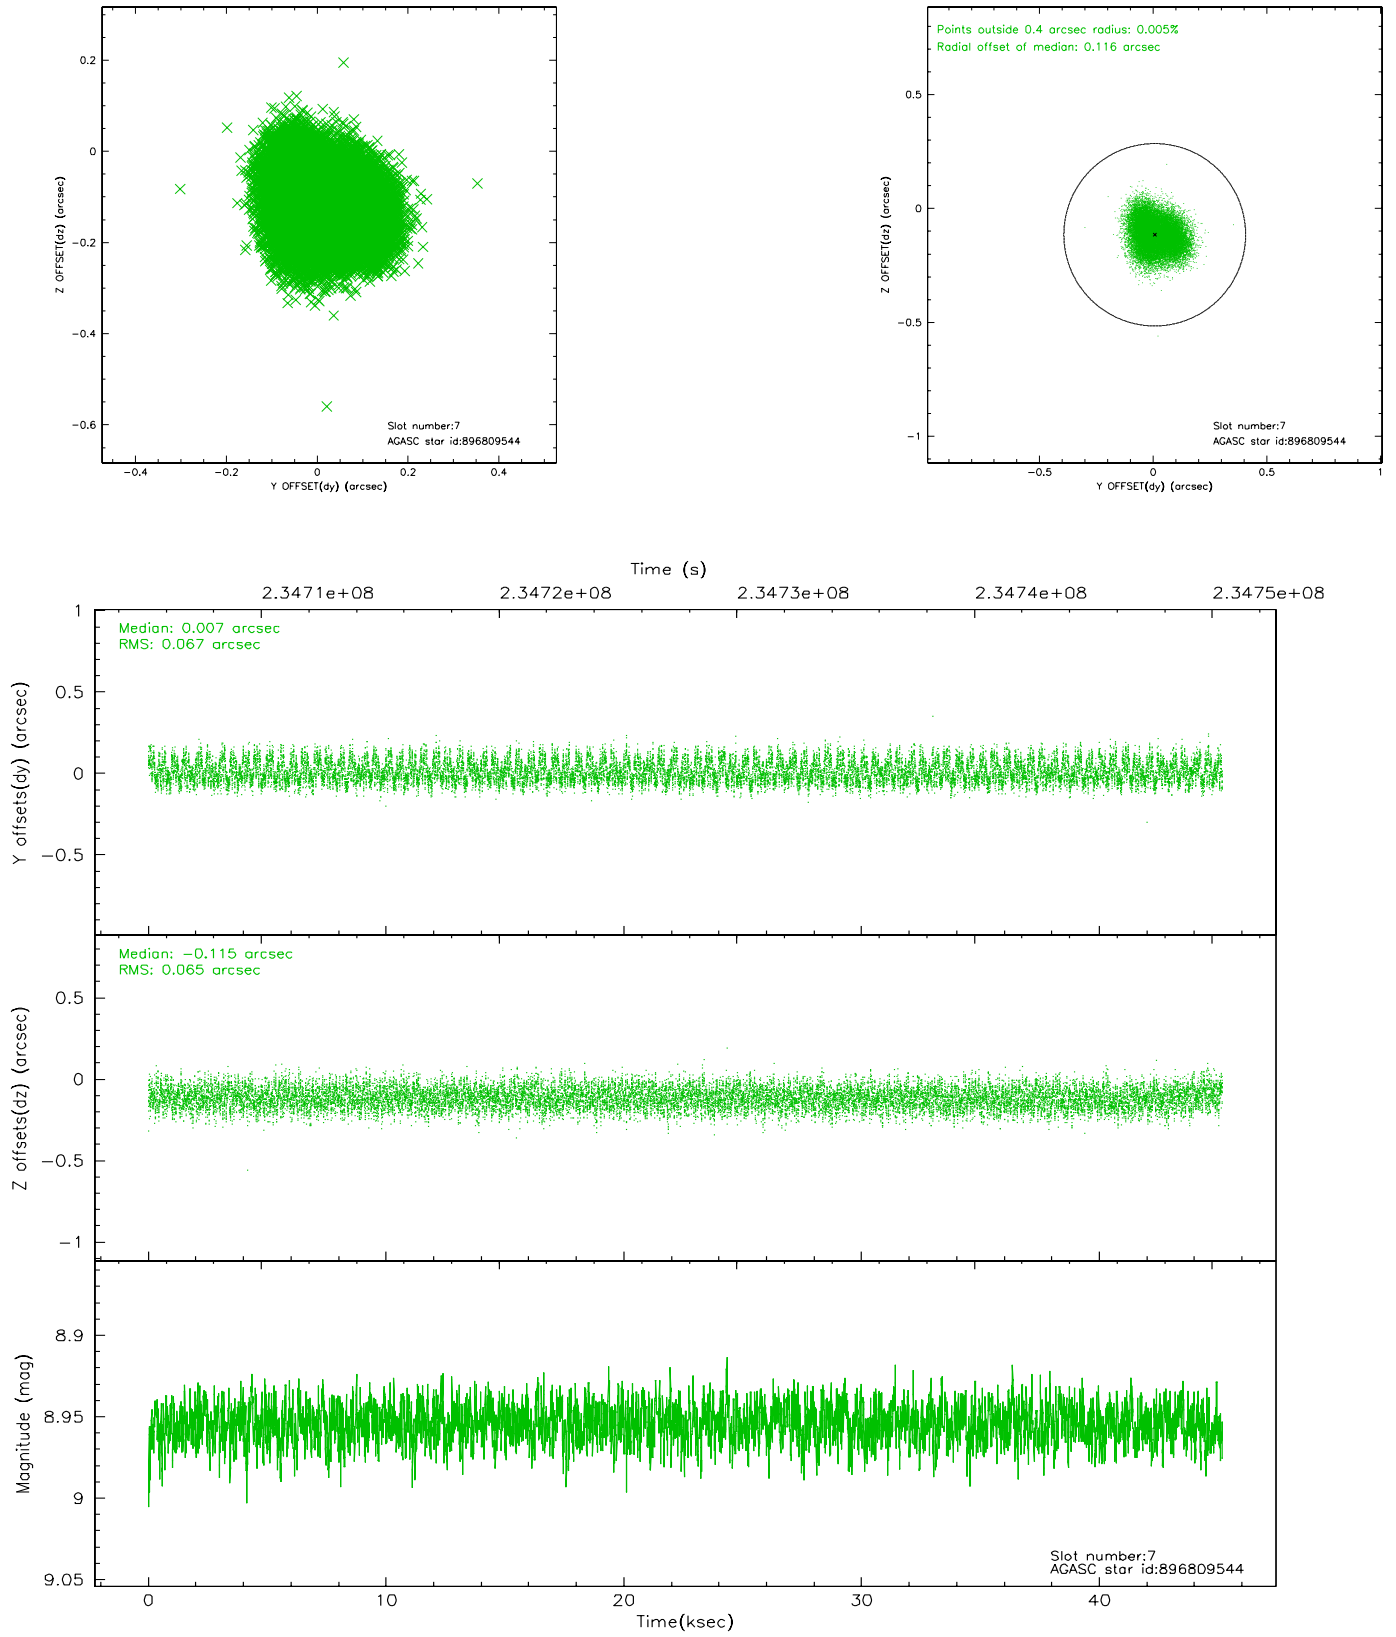 0.2
0
−0.2
−0.4
−0.6
Z OFFSET(dz) (arcsec)
−0.4
−0.2
0
0.2
0.4
Y OFFSET(dy) (arcsec)
Slot number:7
AGASC star id:896809544
Points outside 0.4 arcsec radius: 0.005%
Radial offset of median: 0.116 arcsec
0.5
0
−0.5
−1
Z OFFSET(dz) (arcsec)
−0.5
0
0.5
1
Y OFFSET(dy) (arcsec)
Slot number:7
AGASC star id:896809544
Time (s)
2.3471e+08
2.3472e+08
2.3473e+08
2.3474e+08
2.3475e+08
Median: 0.007 arcsec
RMS: 0.067 arcsec
1
0.5
0
−0.5
Y offsets(dy) (arcsec)
Median: −0.115 arcsec
RMS: 0.065 arcsec
0.5
0
−0.5
−1
Z offsets(dz) (arcsec)
8.9
8.95
9
9.05
Magnitude (mag)
Slot number:7
AGASC star id:896809544
0
10
20
30
40
Time(ksec)